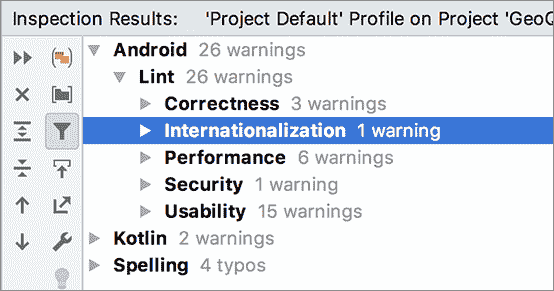 Inspection Results: 'Project Default' Profile on Project 'GeoQ
Android 26 warnings
Lint 26 warnings
Correctness 3 warnings
Internationalization 1 warning
Performance 6 warnings
Security 1 warning
Usability 15 warnings
Kotlin 2 warnings
Spelling 4 typos